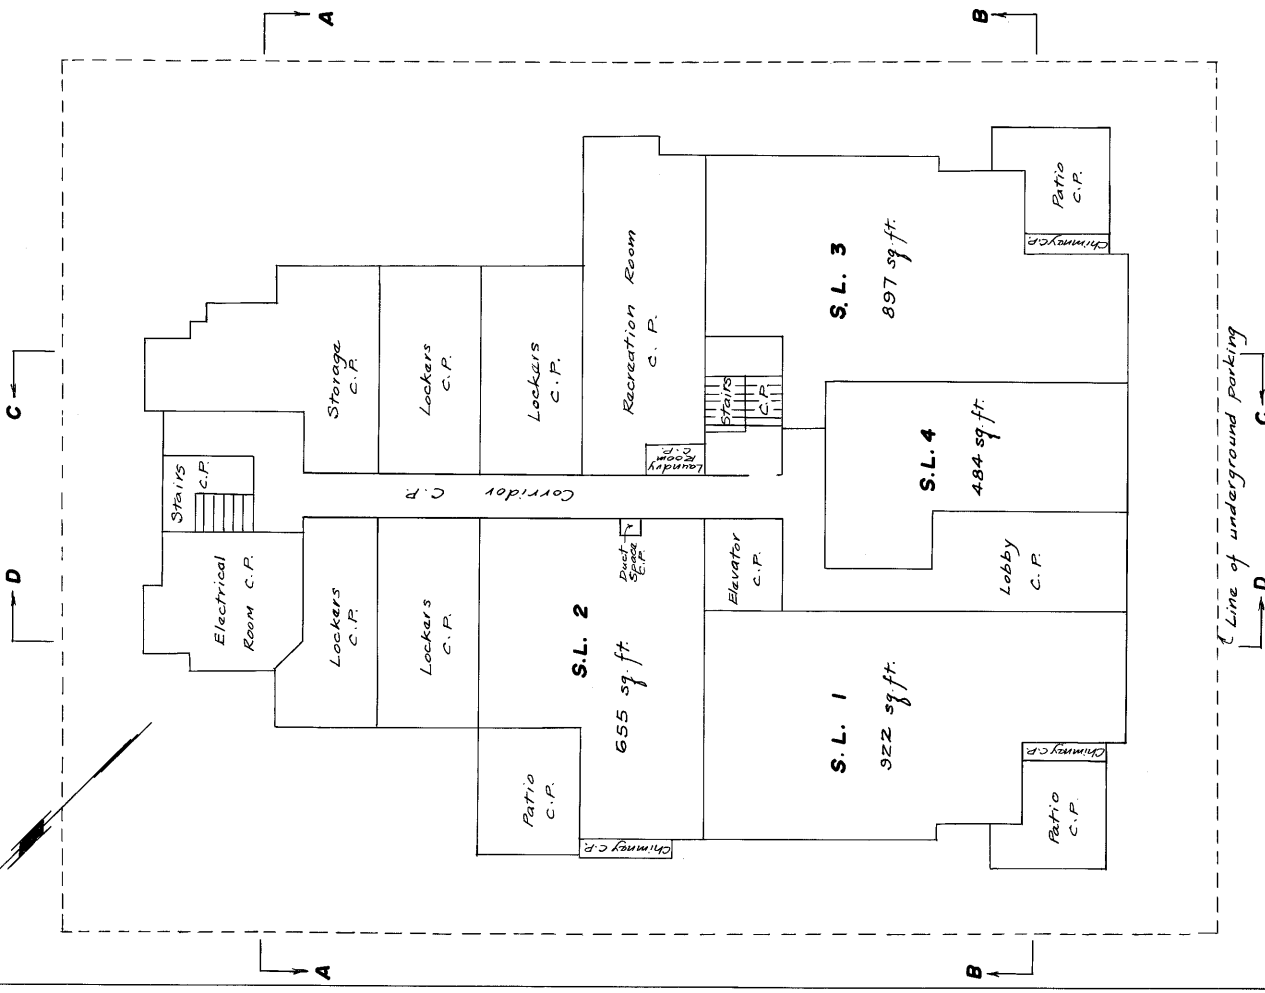 A
B
C
D
Patio
C.P.
Chimney C.P.
S.L. 3
897 sq. ft.
Recreation Room
C.P.
Storage
C.P.
Lockers
C.P.
Lockers
C.P.
Stairs
C.P.
Laundry
Room
C.P.
Stairs
C.P.
Corridor C.P.
S.L. 4
484 sq. ft.
Lobby
C.P.
Elevator
C.P.
Duct
Space
C.P.
Electrical
Room C.P.
Lockers
C.P.
Lockers
C.P.
S.L. 2
655 sq. ft.
Patio
C.P.
Chimney C.P.
S.L. 1
922 sq. ft.
Chimney C.P.
Patio
C.P.
Line of underground parking
C
D
A
B